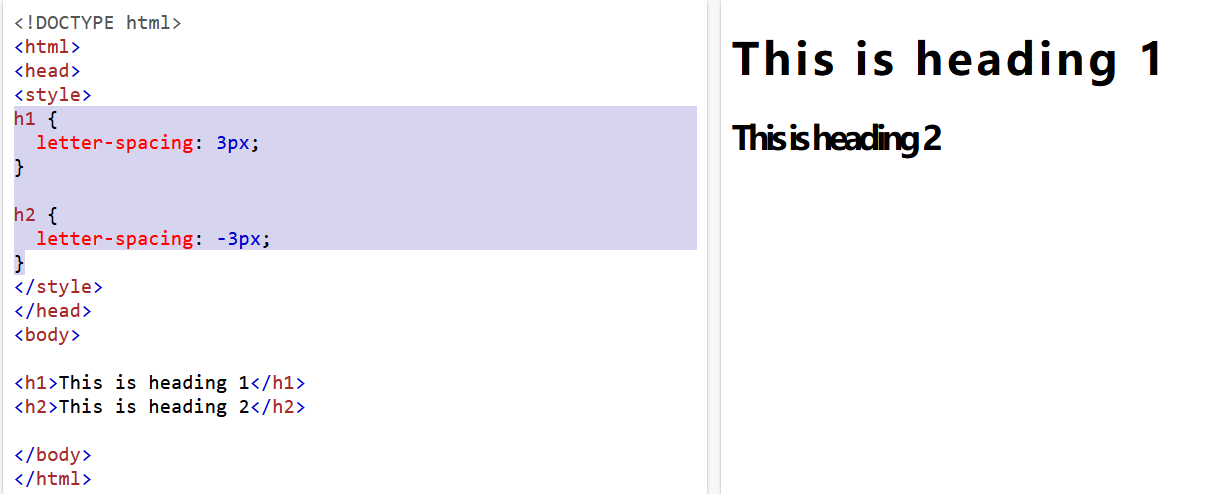 <!DOCTYPE html>
<html>
<head>
<style>
h1 {
  letter-spacing: 3px;
}

h2 {
  letter-spacing: -3px;
}
</style>
</head>
<body>

<h1>This is heading 1</h1>
<h2>This is heading 2</h2>

</body>
</html>
This is heading 1
This is heading 2